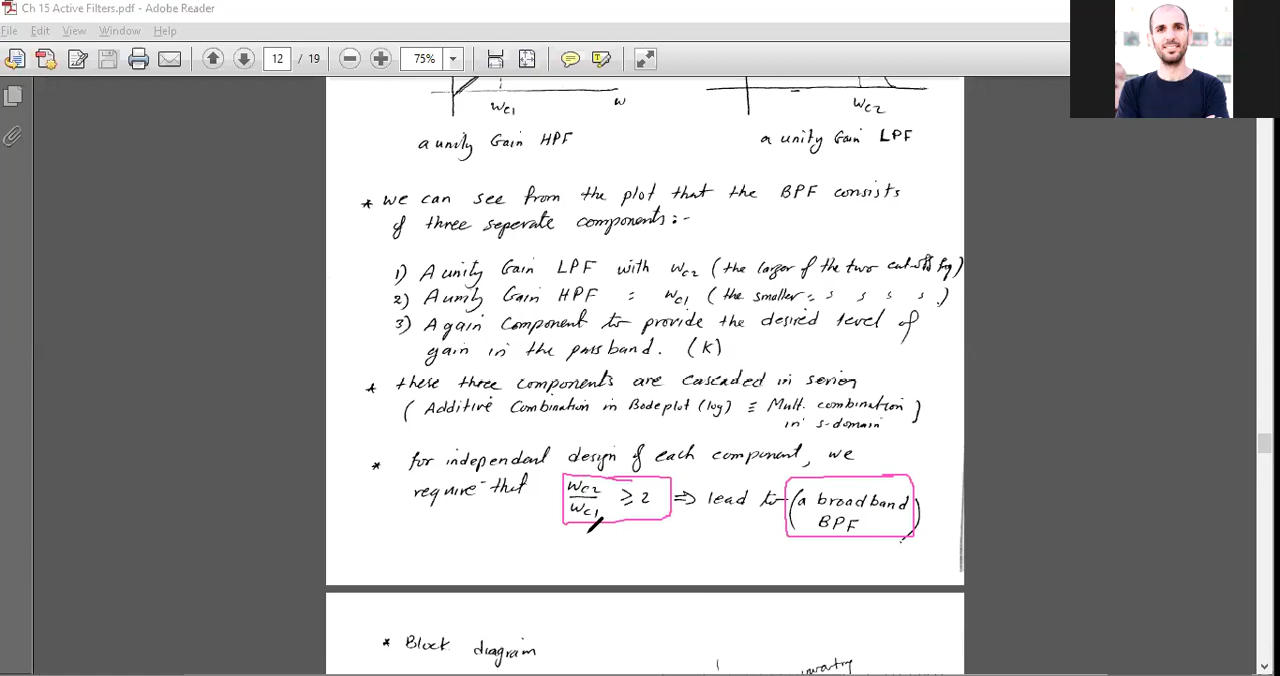 Ch 15 Active Filters.pdf - Adobe Reader
File Edit View Window Help
12 / 19 75%
wc1 w wc2
a unity Gain HPF a unity Gain LPF
* we can see from the plot that the BPF consists
of three seperate components:-
1) A unity Gain LPF with wc2 (the larger of the two cut-offs fq)
2) A unity Gain HPF = wc1 (the smaller = s s s s .)
3) A gain Component to provide the desired level of
gain in the passband. (K)
* these three components are cascaded in series
( Additive Combination in Bodeplot (log) ≡ Mult. combination )
in s-domain
* for independent design of each component, we
require that wc2/wc1 ≥ 2 ⇒ lead to (a broadband
BPF)
* Block diagram